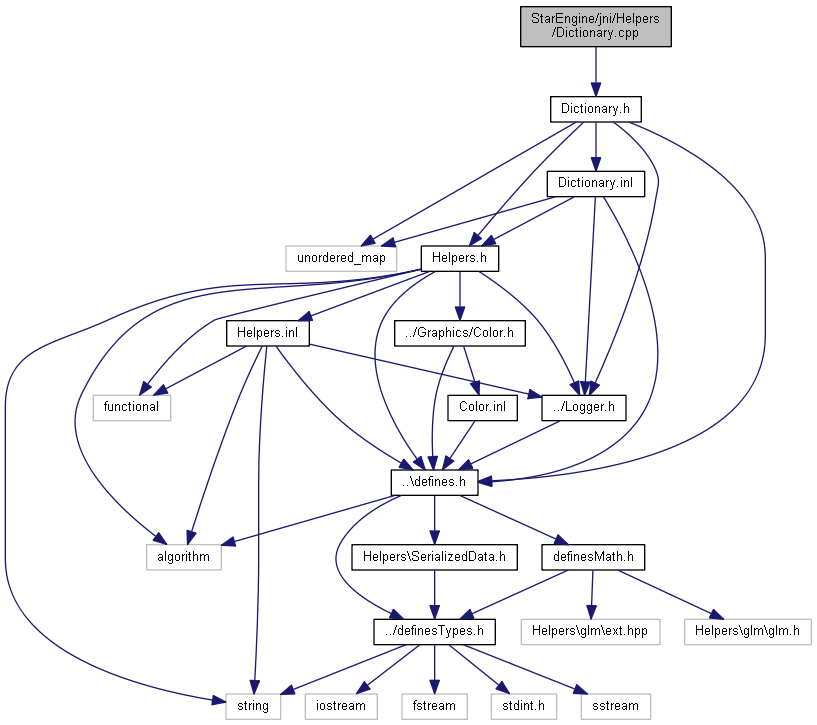 StarEngine/jni/Helpers
/Dictionary.cpp
Dictionary.h
Dictionary.inl
unordered_map
Helpers.h
Helpers.inl
../Graphics/Color.h
functional
Color.inl
../Logger.h
..\defines.h
algorithm
Helpers\SerializedData.h
definesMath.h
../definesTypes.h
Helpers\glm\ext.hpp
Helpers\glm\glm.h
string
iostream
fstream
stdint.h
sstream